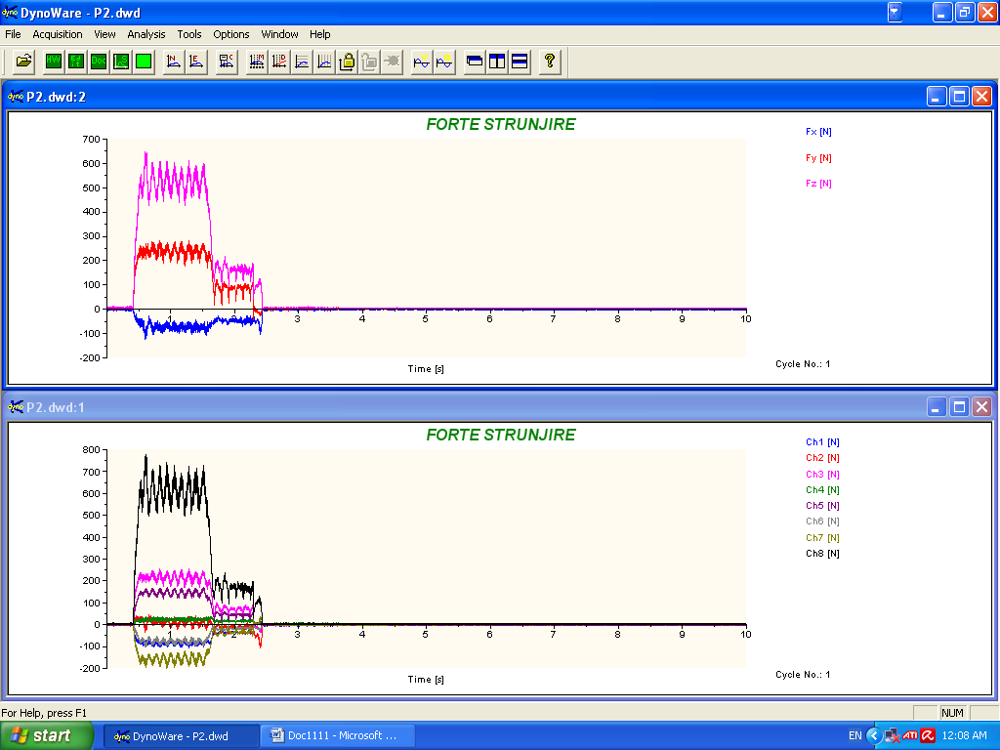 DynoWare - P2.dwd
File Acquisition View Analysis Tools Options Window Help
HW Edit Doc
P2.dwd:2
FORTE STRUNJIRE
700
600
500
400
300
200
100
0
-100
-200
1 2 3 4 5 6 7 8 9 10
Time [s]
Fx [N]
Fy [N]
Fz [N]
Cycle No.: 1
P2.dwd:1
FORTE STRUNJIRE
800
700
600
500
400
300
200
100
0
-100
-200
1 2 3 4 5 6 7 8 9 10
Time [s]
Ch1 [N]
Ch2 [N]
Ch3 [N]
Ch4 [N]
Ch5 [N]
Ch6 [N]
Ch7 [N]
Ch8 [N]
Cycle No.: 1
For Help, press F1
NUM
start DynoWare - P2.dwd Doc1111 - Microsoft ... EN ATI 12:08 AM